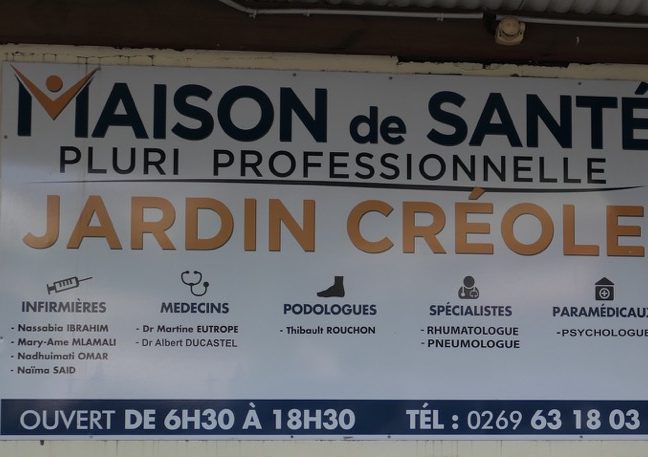 MAISON de SANTÉ
PLURI PROFESSIONNELLE
JARDIN CRÉOLE
INFIRMIÈRES
- Nassabia IBRAHIM
- Mary-Ame MLAMALI
- Nadhuimati OMAR
- Naïma SAID
MEDECINS
- Dr Martine EUTROPE
- Dr Albert DUCASTEL
PODOLOGUES
- Thibault ROUCHON
SPÉCIALISTES
- RHUMATOLOGUE
- PNEUMOLOGUE
PARAMÉDICAUX
- PSYCHOLOGUE
OUVERT DE 6H30 À 18H30
TÉL : 0269 63 18 03